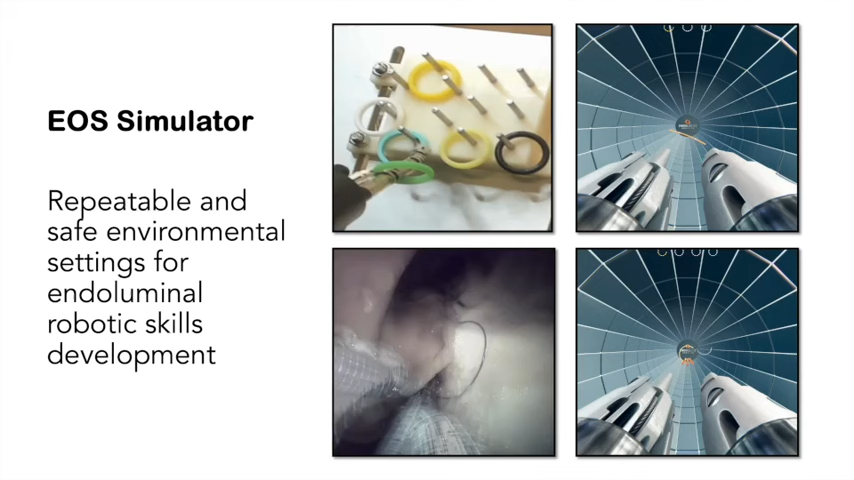 EOS Simulator
Repeatable and
safe environmental
settings for
endoluminal
robotic skills
development